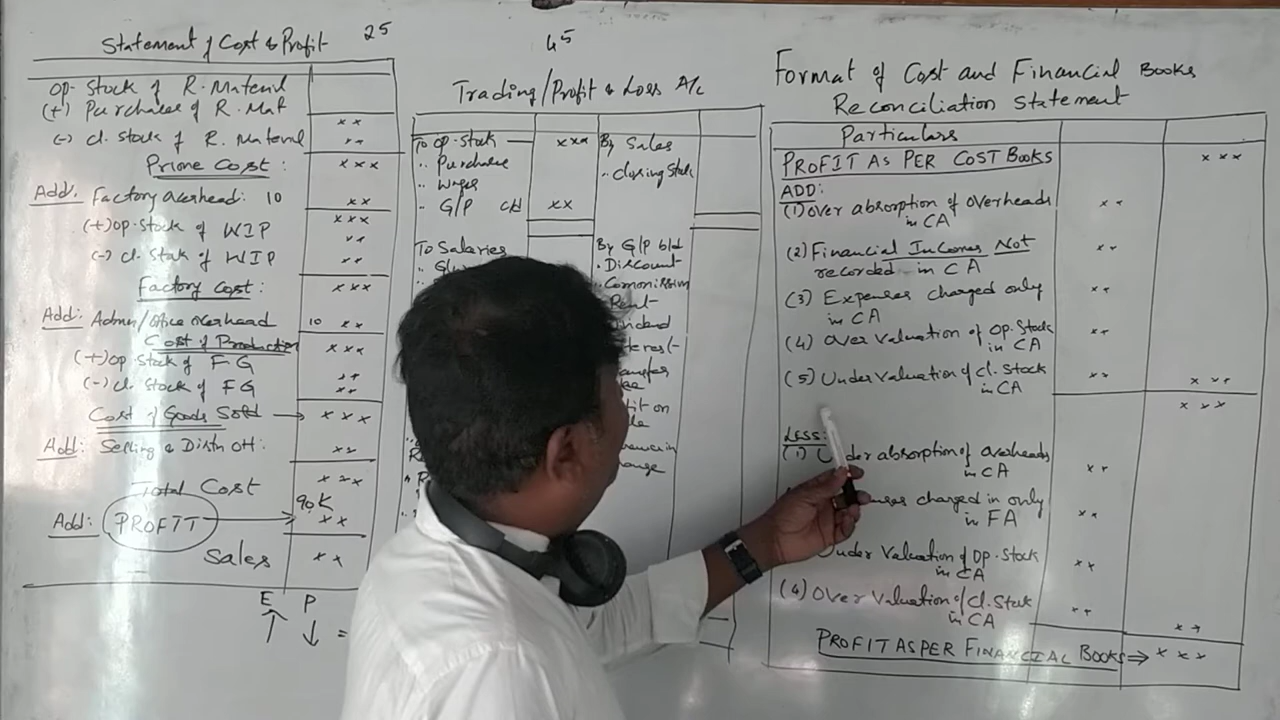 Statement of Cost & Profit 25
Op. Stock of R. Material
(+) Purchases of R. Mat
x x
(-) cl. stock of R. Material
Prime Cost: x x x
Add. Factory overhead: 10 x x
x x x
(+) Op. Stock of WIP
(-) cl. Stock of WIP
Factory Cost: x x x
Add: Admin/office overhead 10 x x
Cost of Production x x x
(+) Op Stock of FG
(-) cl. Stock of FG
Cost of Goods Sold → x x x
Add: Selling & Distn OH:
x x x
Total Cost
90K
Add: PROFIT → x x
Sales x x
E P
↑ ↓ =
45
Trading/Profit & Loss A/c
To Op. stock x x x By Sales
" Purchase " closing Stock
" Wages
" G/P c/d x x
To Salaries By G/P b/d
Discount
Commission
Format of Cost and Financial Books
Reconciliation Statement
Particulars
PROFIT AS PER COST BOOKS x x x
ADD:
(1) Over absorption of overheads
in CA
(2) Financial Incomes Not
recorded in CA
(3) Expenses charged only
in CA
(4) Over Valuation of Op. Stock
in CA
(5) Under Valuation of Cl. Stock
in CA
x x x
LESS:
(1) absorption of overheads
in CA
charged in only
in FA
Under Valuation of Op. Stock
in CA
(4) Over Valuation of Cl. Stock
in CA
PROFIT AS PER FINANCIAL BOOKS ⇒ x x x